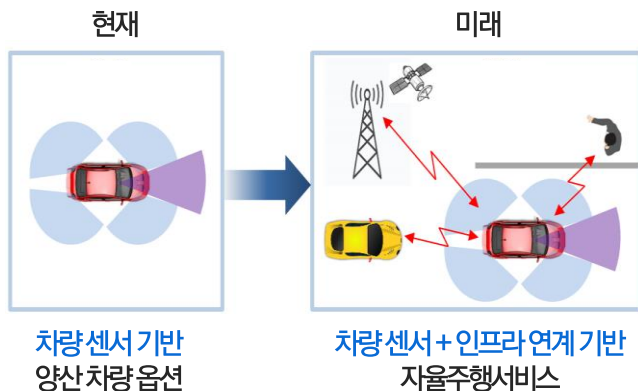 현재
미래
차량 센서 기반
양산 차량 옵션
차량 센서 + 인프라 연계 기반
자율주행서비스